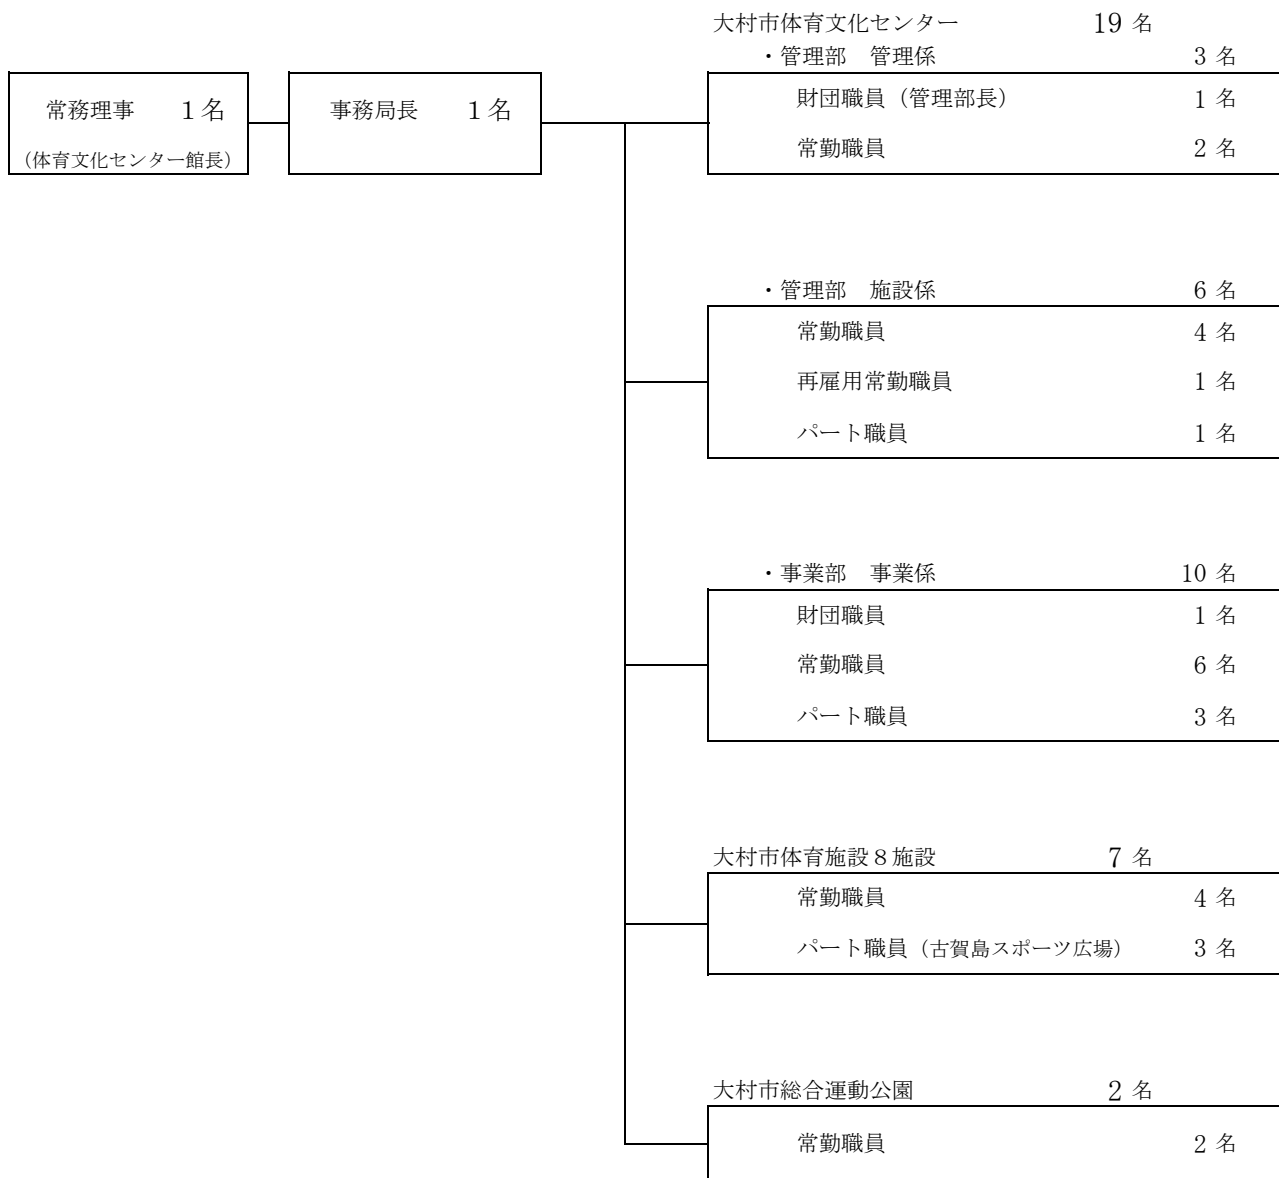 大村市体育文化センター　19 名
・管理部　管理係　3 名
常務理事　1 名
(体育文化センター館長)
事務局長　1 名
財団職員（管理部長）　1 名
常勤職員　2 名
・管理部　施設係　6 名
常勤職員　4 名
再雇用常勤職員　1 名
パート職員　1 名
・事業部　事業係　10 名
財団職員　1 名
常勤職員　6 名
パート職員　3 名
大村市体育施設８施設　7 名
常勤職員　4 名
パート職員（古賀島スポーツ広場）　3 名
大村市総合運動公園　2 名
常勤職員　2 名